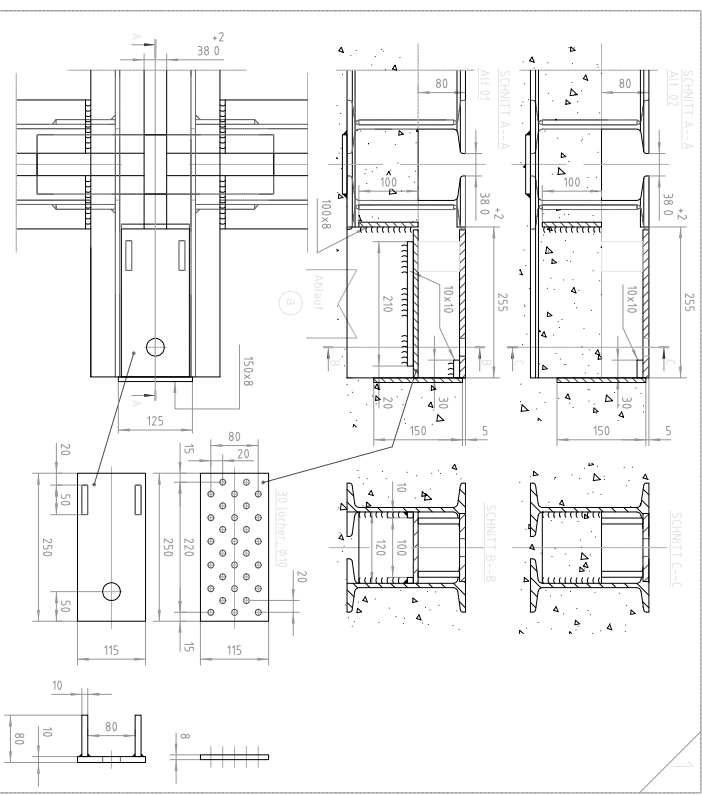 A
+2
38 0
Ablauf
A
125
150x8
SCHNITT A--A
Alt. 01
80
100
38 0
+2
100x8
Ablauf
a
210
10x10
255
B
B
20
30
150
5
SCHNITT A--A
Alt. 02
80
100
38 0
+2
10x10
255
C
C
30
150
5
20
50
250
50
115
15
80
20
30 löcher, ø10
250
220
20
15
115
SCHNITT B-B
10
120
100
SCHNITT C-C
10
80
80
10
8
1